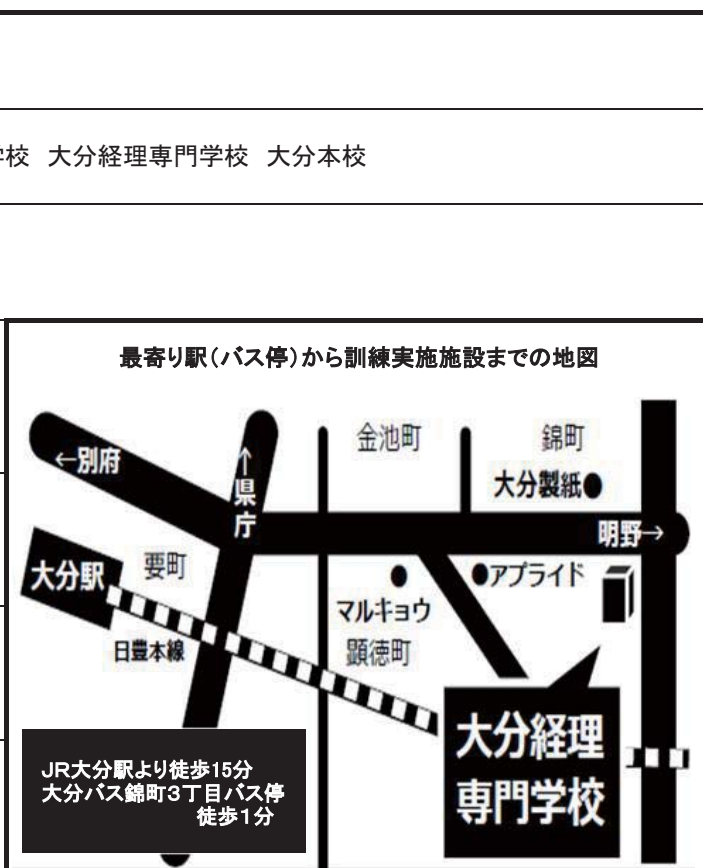 学校 大分経理専門学校 大分本校
最寄り駅(バス停)から訓練実施施設までの地図
金池町
錦町
←別府
↑県庁
大分製紙●
明野→
大分駅
要町
●アプライド
マルキョウ
日豊本線
顕徳町
大分経理
専門学校
JR大分駅より徒歩15分
大分バス錦町3丁目バス停
徒歩1分